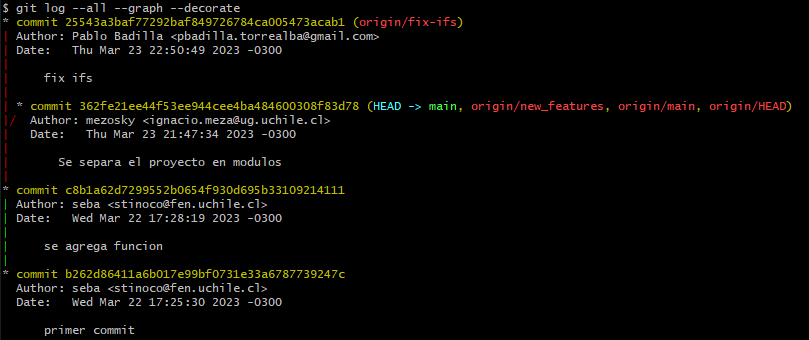 $ git log --all --graph --decorate
* commit 25543a3baf77292baf849726784ca005473acab1 (origin/fix-ifs)
| Author: Pablo Badilla <pbadilla.torrealba@gmail.com>
| Date:   Thu Mar 23 22:50:49 2023 -0300
|
|     fix ifs
|
| * commit 362fe21ee44f53ee944cee4ba484600308f83d78 (HEAD -> main, origin/new_features, origin/main, origin/HEAD)
|/  Author: mezosky <ignacio.meza@ug.uchile.cl>
|   Date:   Thu Mar 23 21:47:34 2023 -0300
|
|       Se separa el proyecto en modulos
|
* commit c8b1a62d7299552b0654f930d695b33109214111
| Author: seba <stinoco@fen.uchile.cl>
| Date:   Wed Mar 22 17:28:19 2023 -0300
|
|     se agrega funcion
|
* commit b262d86411a6b017e99bf0731e33a6787739247c
  Author: seba <stinoco@fen.uchile.cl>
  Date:   Wed Mar 22 17:25:30 2023 -0300

      primer commit